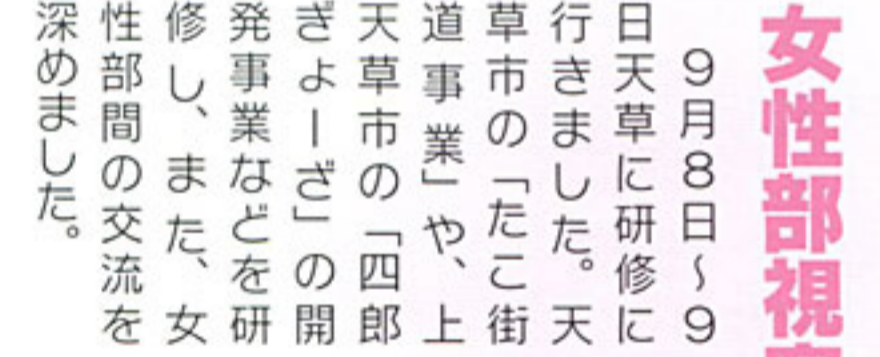 女性部視
9月8日～9
日天草に研修に
行きました。天
草市の「たこ街
道事業」や、上
天草市の「四郎
ぎょーざ」の開
発事業などを研
修し、また、女
性部間の交流を
深めました。